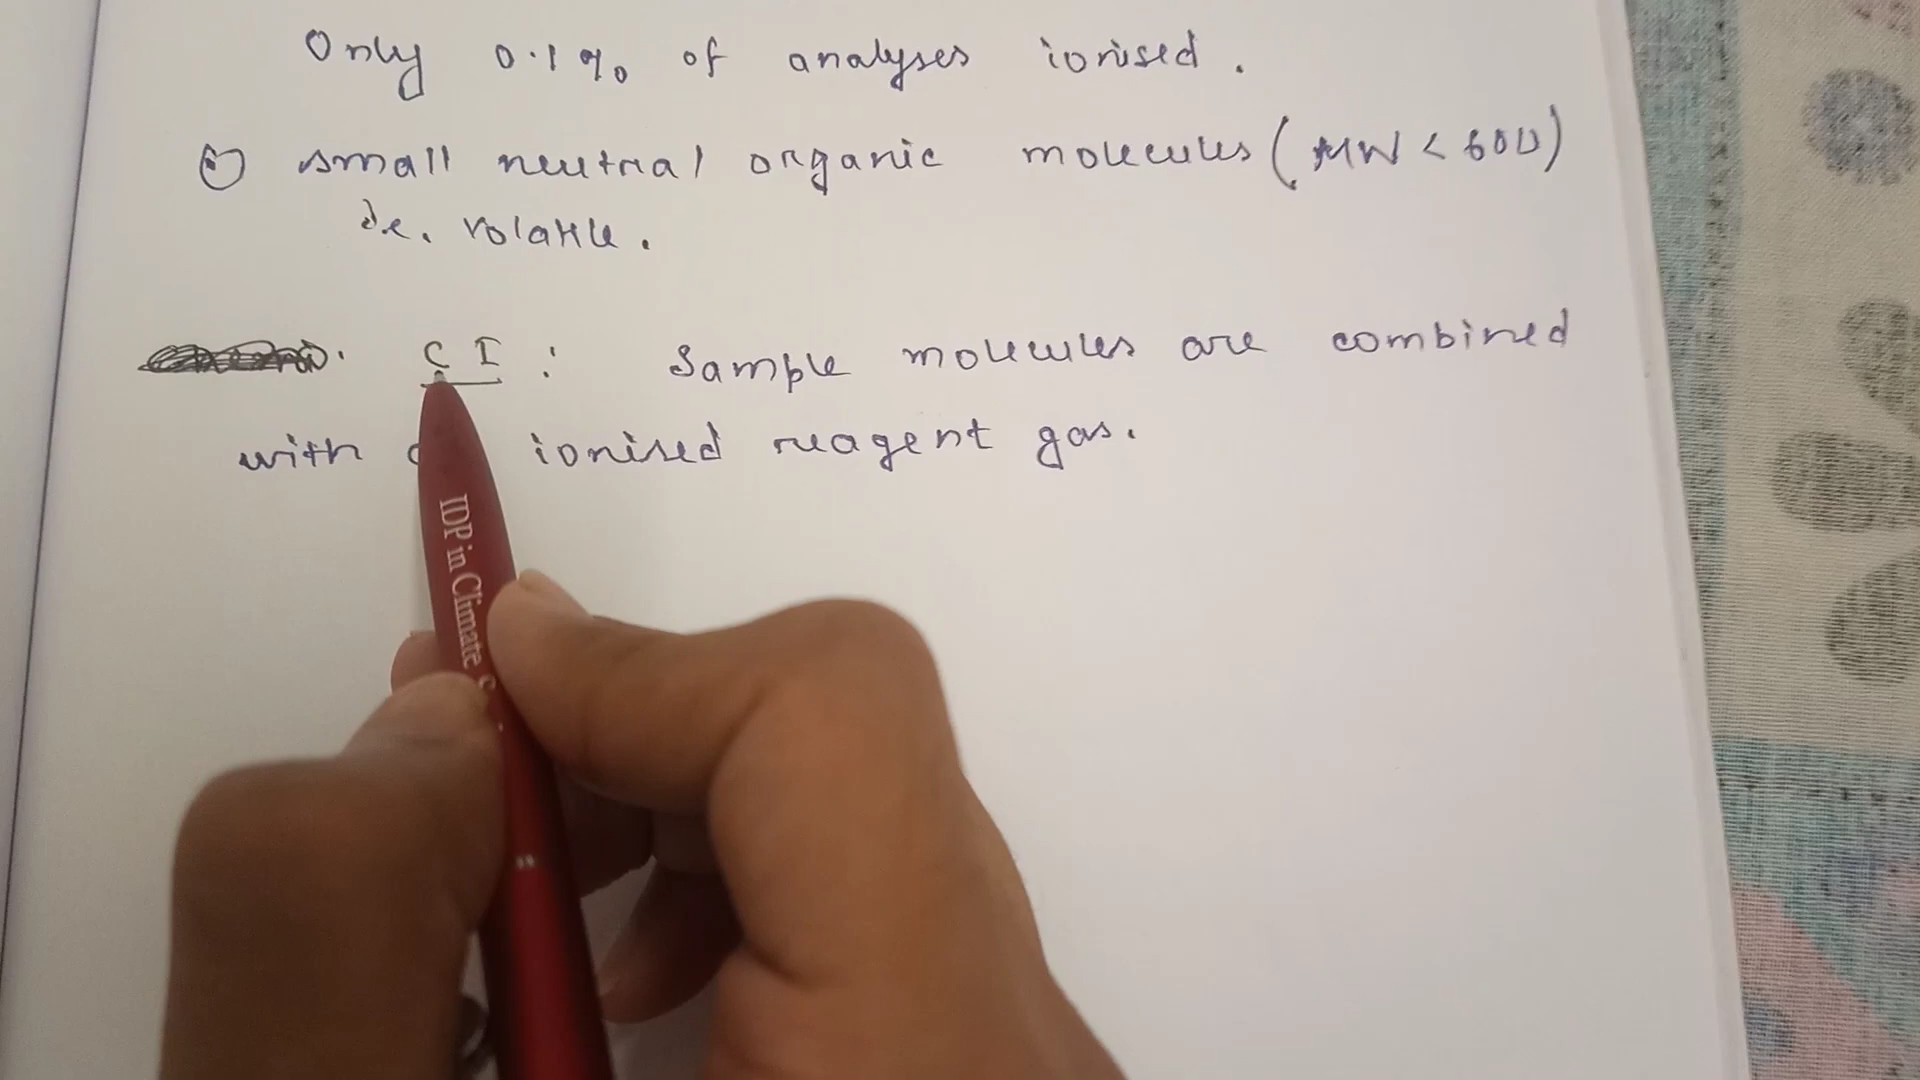 Only 0.1% of analyses ionised.
small neutral organic molecules (MW < 600)
volatile.
CI : Sample molecules are combined
with ionised reagent gas.
IDP in Climate